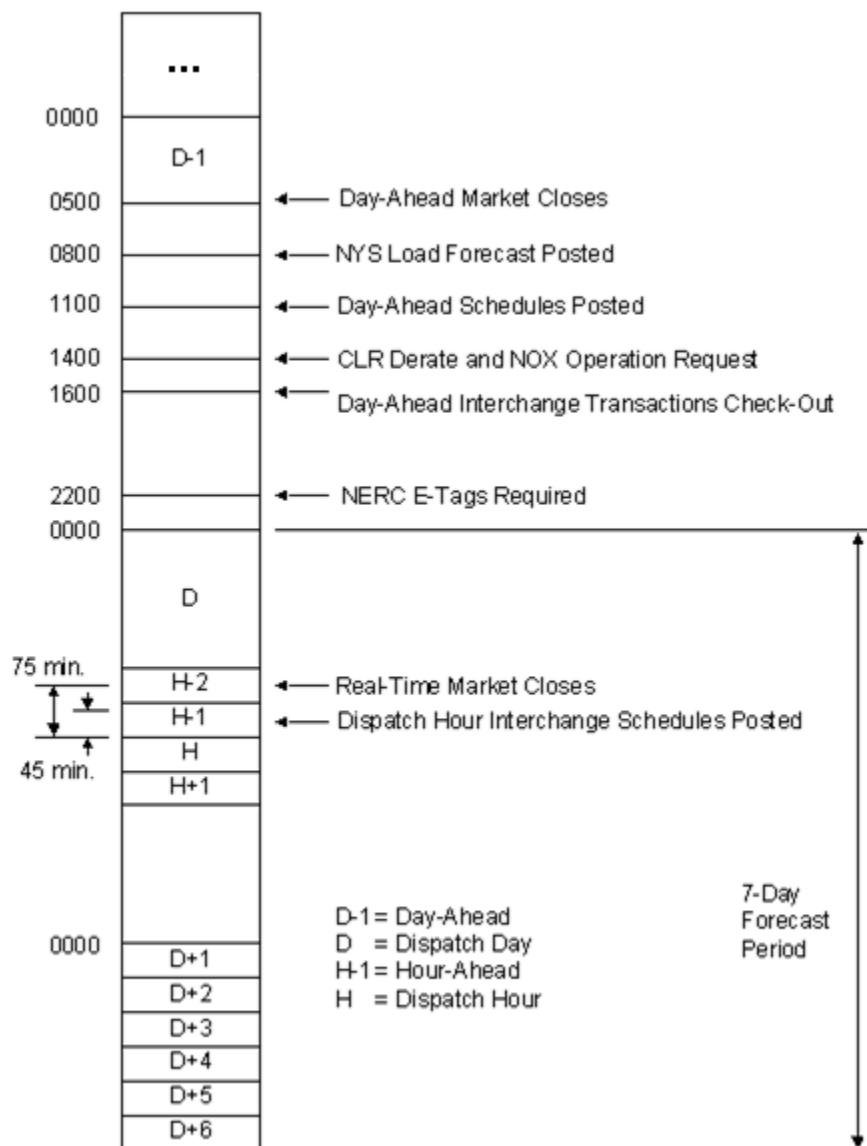 ...
0000
D-1
0500
Day-Ahead Market Closes
0800
NYS Load Forecast Posted
1100
Day-Ahead Schedules Posted
1400
CLR Derate and NOX Operation Request
1600
Day-Ahead Interchange Transactions Check-Out
2200
NERC E-Tags Required
0000
D
75 min.
H-2
Real-Time Market Closes
H-1
Dispatch Hour Interchange Schedules Posted
H
45 min.
H+1
7-Day
Forecast
Period
D-1 = Day-Ahead
D = Dispatch Day
H-1 = Hour-Ahead
H = Dispatch Hour
0000
D+1
D+2
D+3
D+4
D+5
D+6